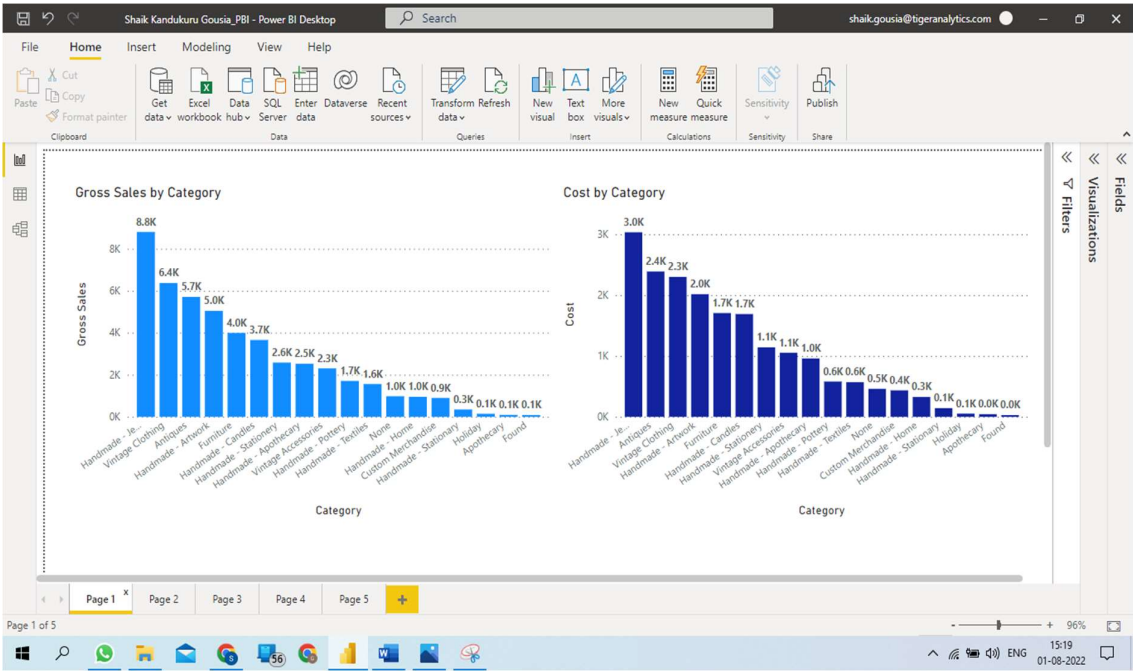 Shaik Kandukuru Gousia_PBI - Power BI Desktop
Search
shaik.gousia@tigeranalytics.com
File Home Insert Modeling View Help
Paste
Cut
Copy
Format painter
Clipboard
Get data
Excel workbook
Data hub
SQL Server
Enter data
Dataverse
Recent sources
Data
Transform data
Refresh
Queries
New visual
Text box
More visuals
Insert
New measure
Quick measure
Calculations
Sensitivity
Sensitivity
Publish
Share
Gross Sales by Category
Gross Sales
8K
6K
4K
2K
0K
8.8K 6.4K 5.7K 5.0K 4.0K 3.7K 2.6K 2.5K 2.3K 1.7K 1.6K 1.0K 1.0K 0.9K 0.3K 0.1K 0.1K 0.1K
Handmade - Je...
Vintage Clothing
Antiques
Handmade - Artwork
Furniture
Handmade - Candles
Handmade - Stationery
Handmade - Apothecary
Vintage Accessories
Handmade - Pottery
Handmade - Textiles
None
Handmade - Home
Custom Merchandise
Handmade - Stationary
Holiday
Apothecary
Found
Category
Cost by Category
Cost
3K
2K
1K
0K
3.0K 2.4K 2.3K 2.0K 1.7K 1.7K 1.1K 1.1K 1.0K 0.6K 0.6K 0.5K 0.4K 0.3K 0.1K 0.1K 0.0K 0.0K
Handmade - Je...
Antiques
Vintage Clothing
Handmade - Artwork
Furniture
Handmade - Candles
Handmade - Stationery
Vintage Accessories
Handmade - Apothecary
Handmade - Pottery
Handmade - Textiles
None
Custom Merchandise
Handmade - Home
Handmade - Stationary
Holiday
Apothecary
Found
Category
Filters
Visualizations
Fields
Page 1 x
Page 2
Page 3
Page 4
Page 5
+
Page 1 of 5
- + 96%
56
ENG
15:19
01-08-2022